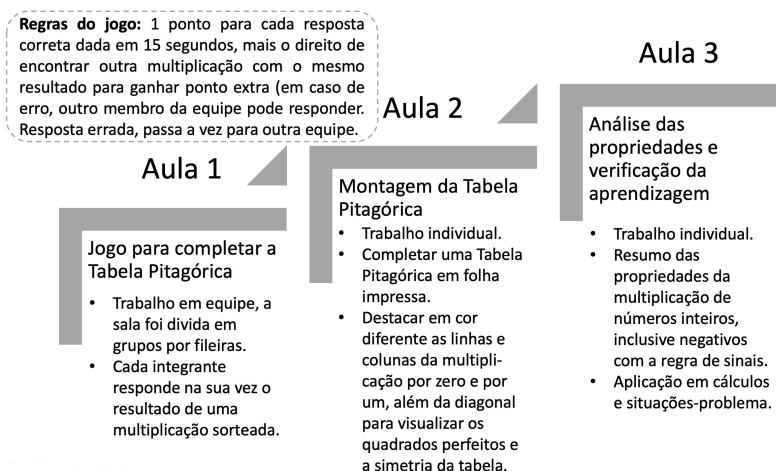 Regras do jogo: 1 ponto para cada resposta
correta dada em 15 segundos, mais o direito de
encontrar outra multiplicação com o mesmo
resultado para ganhar ponto extra (em caso de
erro, outro membro da equipe pode responder.
Resposta errada, passa a vez para outra equipe.
Aula 1
Jogo para completar a
Tabela Pitagórica
• Trabalho em equipe, a
sala foi divida em
grupos por fileiras.
• Cada integrante
responde na sua vez o
resultado de uma
multiplicação sorteada.
Aula 2
Montagem da Tabela
Pitagórica
• Trabalho individual.
• Completar uma Tabela
Pitagórica em folha
impressa.
• Destacar em cor
diferente as linhas e
colunas da multipli-
cação por zero e por
um, além da diagonal
para visualizar os
quadrados perfeitos e
a simetria da tabela.
Aula 3
Análise das
propriedades e
verificação da
aprendizagem
• Trabalho individual.
• Resumo das
propriedades da
multiplicação de
números inteiros,
inclusive negativos
com a regra de sinais.
• Aplicação em cálculos
e situações-problema.